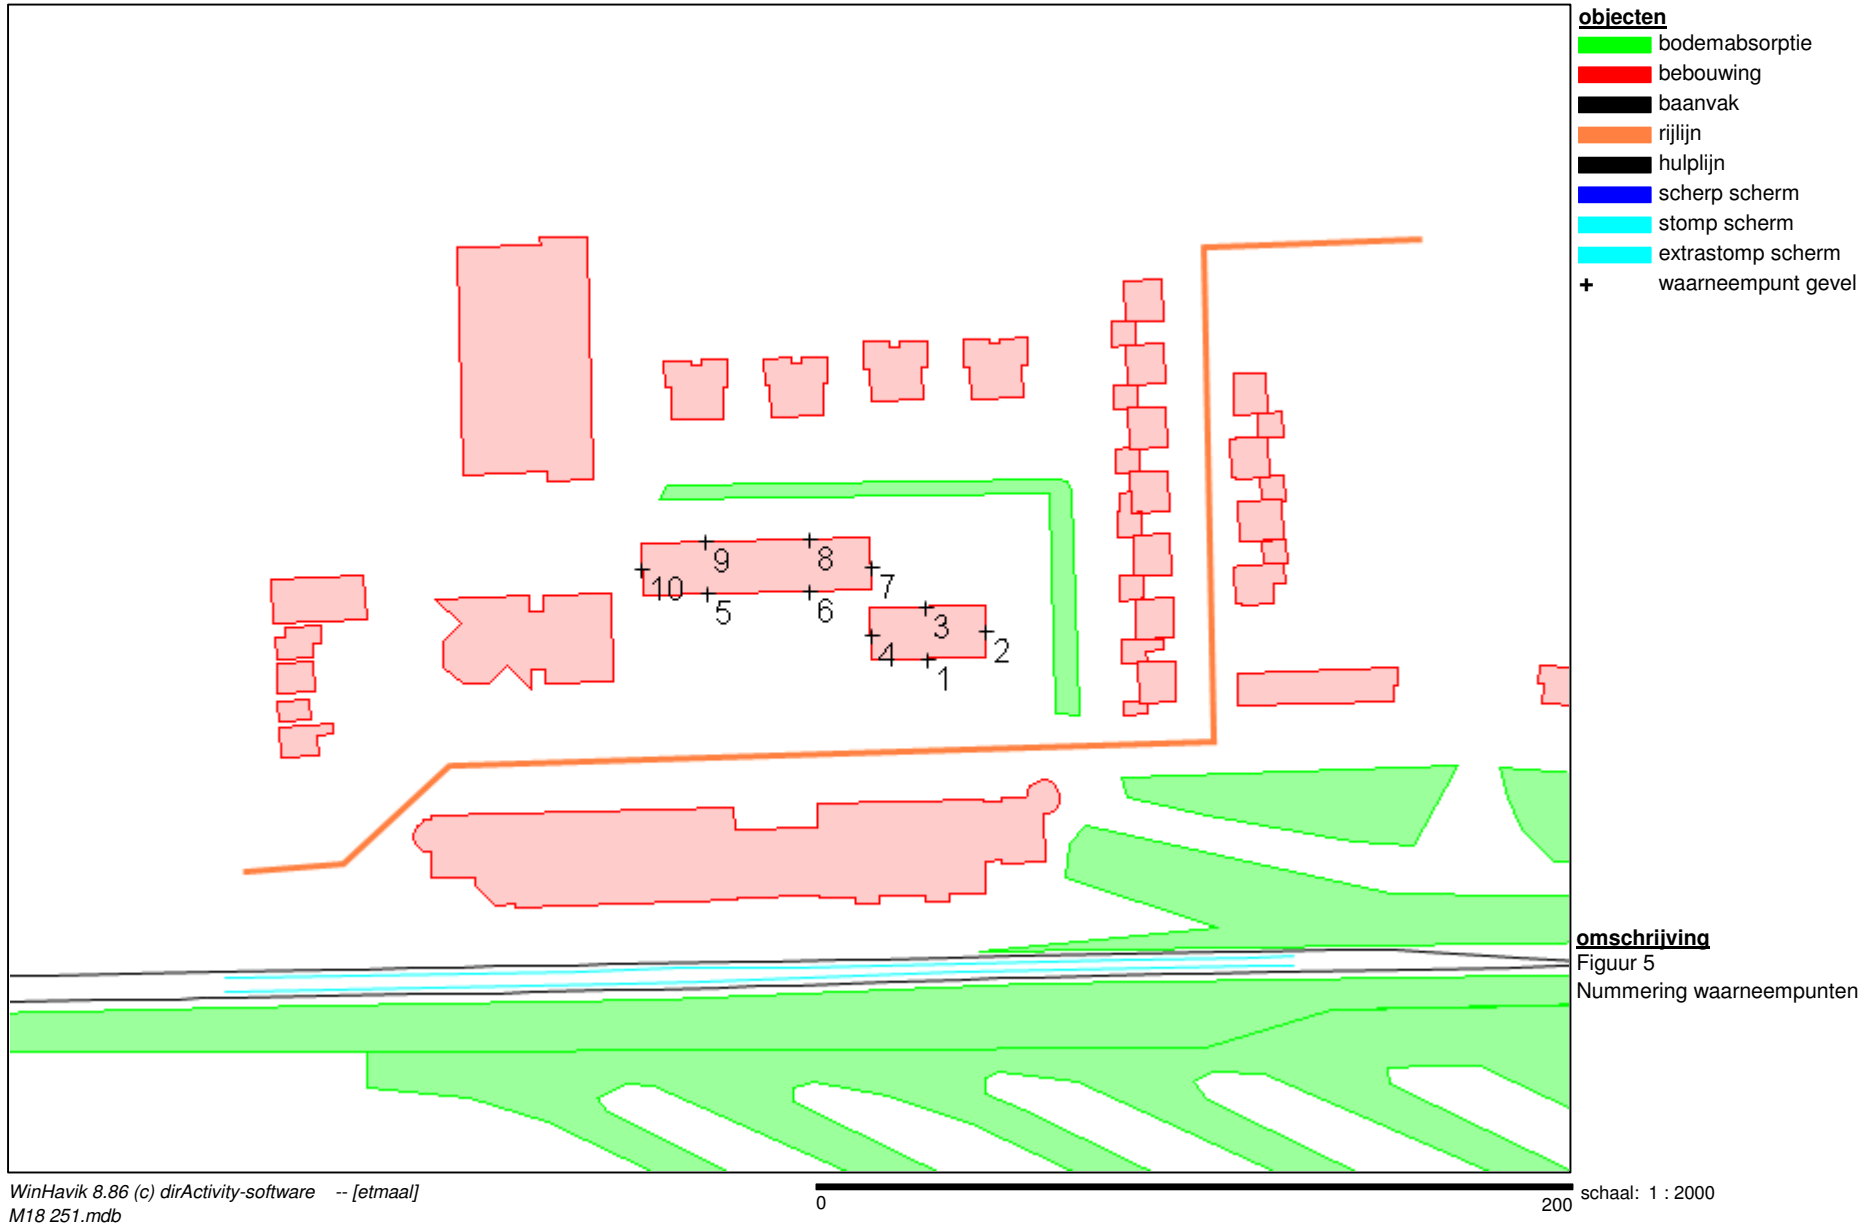 objecten
bodemabsorptie
bebouwing
baanvak
rijlijn
hulplijn
scherp scherm
stomp scherm
extrastomp scherm
+ waarneempunt gevel
9
8
10
5
6
7
3
4
2
1
omschrijving
Figuur 5
Nummering waarneempunten
WinHavik 8.86 (c) dirActivity-software -- [etmaal]
M18 251.mdb
0
200
schaal: 1 : 2000